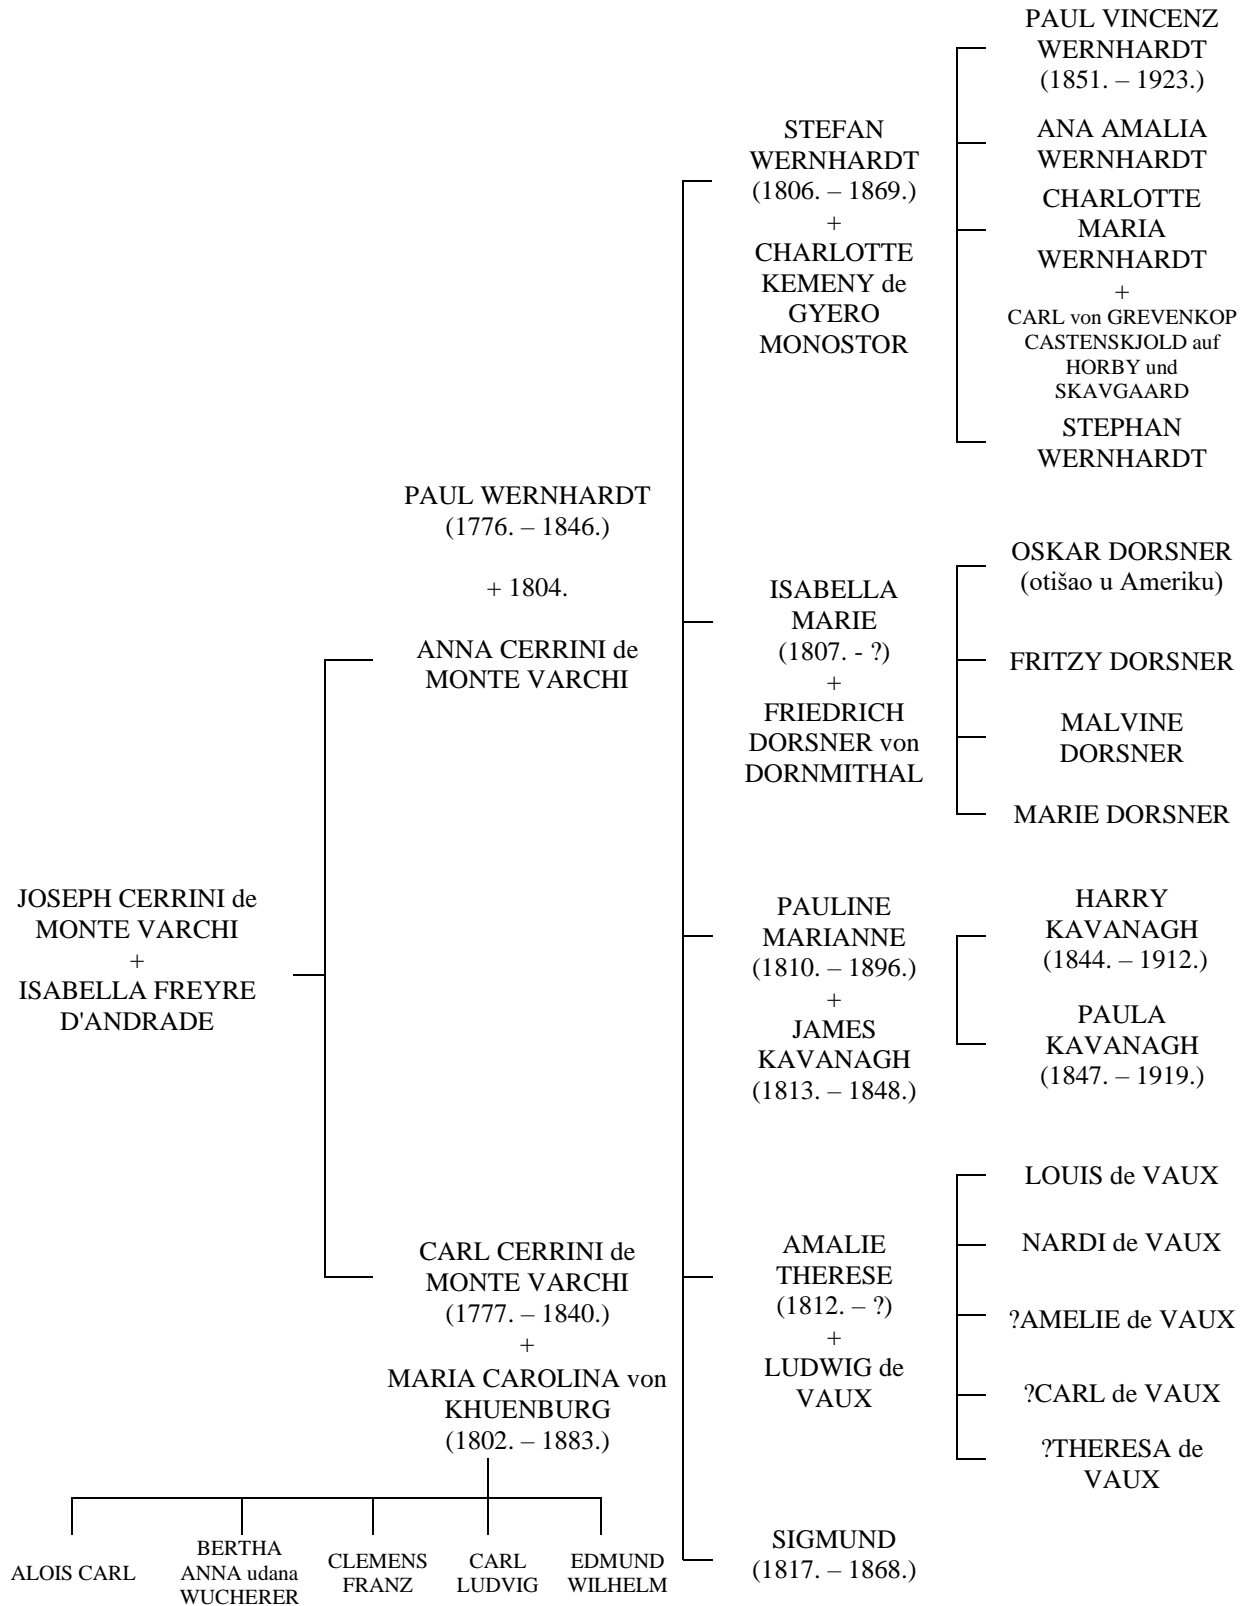 JOSEPH CERRINI de
MONTE VARCHI
+
ISABELLA FREYRE
D'ANDRADE
PAUL WERNHARDT
(1776. – 1846.)
+ 1804.
ANNA CERRINI de
MONTE VARCHI
CARL CERRINI de
MONTE VARCHI
(1777. – 1840.)
+
MARIA CAROLINA von
KHUENBURG
(1802. – 1883.)
ALOIS CARL
BERTHA
ANNA udana
WUCHERER
CLEMENS
FRANZ
CARL
LUDVIG
EDMUND
WILHELM
STEFAN
WERNHARDT
(1806. – 1869.)
+
CHARLOTTE
KEMENY de
GYERO
MONOSTOR
PAUL VINCENZ
WERNHARDT
(1851. – 1923.)
ANA AMALIA
WERNHARDT
CHARLOTTE
MARIA
WERNHARDT
+
CARL von GREVENKOP
CASTENSKJOLD auf
HORBY und
SKAVGAARD
STEPHAN
WERNHARDT
ISABELLA
MARIE
(1807. - ?)
+
FRIEDRICH
DORSNER von
DORNMITHAL
OSKAR DORSNER
(otišao u Ameriku)
FRITZY DORSNER
MALVINE
DORSNER
MARIE DORSNER
PAULINE
MARIANNE
(1810. – 1896.)
+
JAMES
KAVANAGH
(1813. – 1848.)
HARRY
KAVANAGH
(1844. – 1912.)
PAULA
KAVANAGH
(1847. – 1919.)
AMALIE
THERESE
(1812. – ?)
+
LUDWIG de
VAUX
LOUIS de VAUX
NARDI de VAUX
?AMELIE de VAUX
?CARL de VAUX
?THERESA de
VAUX
SIGMUND
(1817. – 1868.)